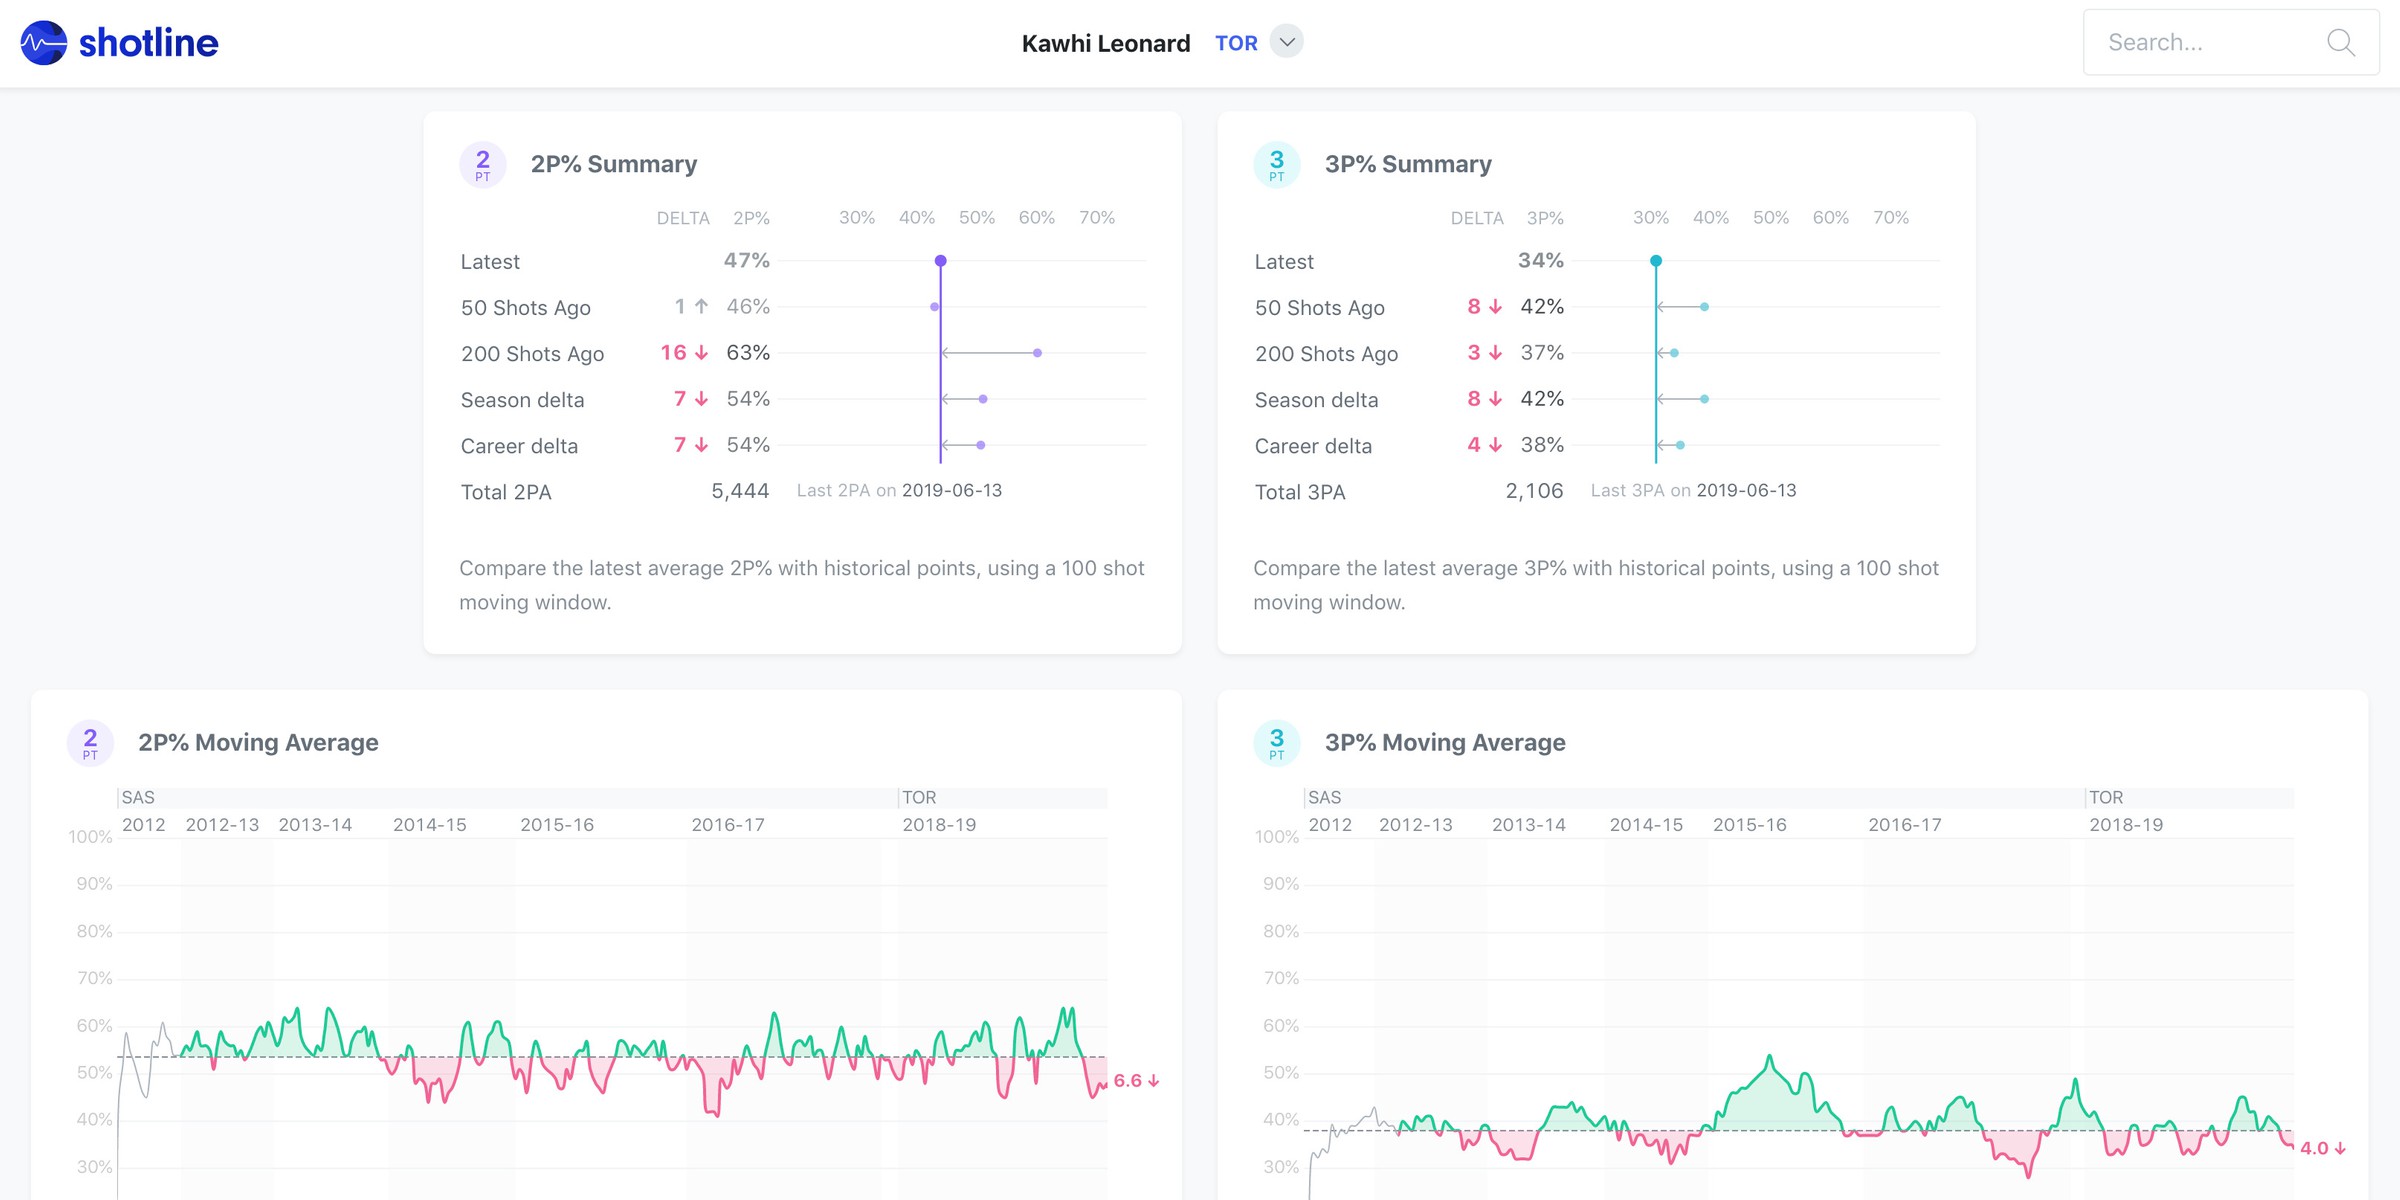 shotline
Kawhi Leonard TOR
Search...
2 PT 2P% Summary
DELTA 2P% 30% 40% 50% 60% 70%
Latest 47%
50 Shots Ago 1 ↑ 46%
200 Shots Ago 16 ↓ 63%
Season delta 7 ↓ 54%
Career delta 7 ↓ 54%
Total 2PA 5,444 Last 2PA on 2019-06-13
Compare the latest average 2P% with historical points, using a 100 shot
moving window.
3 PT 3P% Summary
DELTA 3P% 30% 40% 50% 60% 70%
Latest 34%
50 Shots Ago 8 ↓ 42%
200 Shots Ago 3 ↓ 37%
Season delta 8 ↓ 42%
Career delta 4 ↓ 38%
Total 3PA 2,106 Last 3PA on 2019-06-13
Compare the latest average 3P% with historical points, using a 100 shot
moving window.
2 PT 2P% Moving Average
SAS TOR
2012 2012-13 2013-14 2014-15 2015-16 2016-17 2018-19
100%
90%
80%
70%
60%
50%
6.6 ↓
40%
30%
3 PT 3P% Moving Average
SAS TOR
2012 2012-13 2013-14 2014-15 2015-16 2016-17 2018-19
100%
90%
80%
70%
60%
50%
40%
4.0 ↓
30%